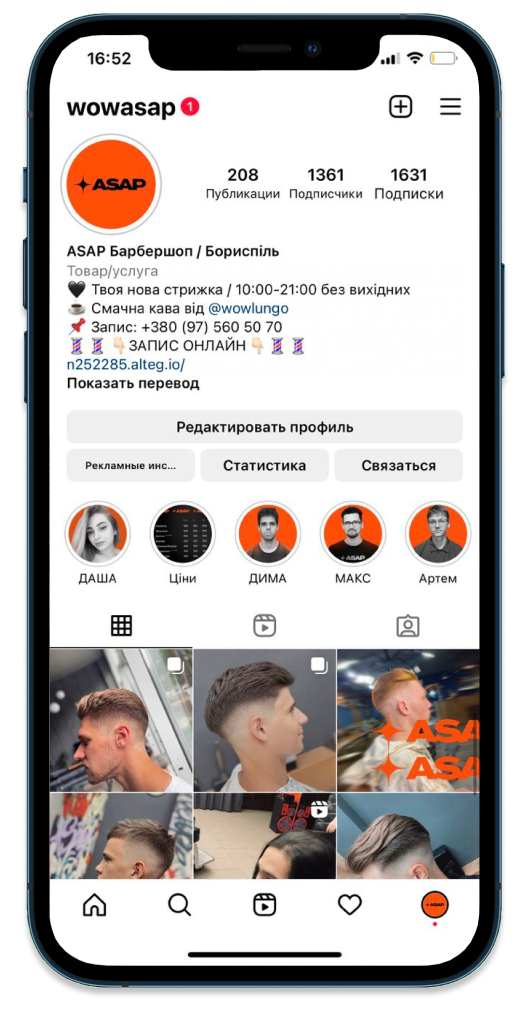 16:52
wowasap 1
ASAP
208 1361 1631
Публикации Подписчики Подписки
ASAP Барбершоп / Бориспіль
Товар/услуга
🖤 Твоя нова стрижка / 10:00-21:00 без вихідних
☕ Смачна кава від @wowlungo
📌 Запис: +380 (97) 560 50 70
💈 💈 👇🏻ЗАПИС ОНЛАЙН 👇🏻 💈 💈
n252285.alteg.io/
Показать перевод
Редактировать профиль
Рекламные инс... Статистика Связаться
ASAP
ДАША Ціни ДИМА МАКС Артем
ASA
ASA
ASAP